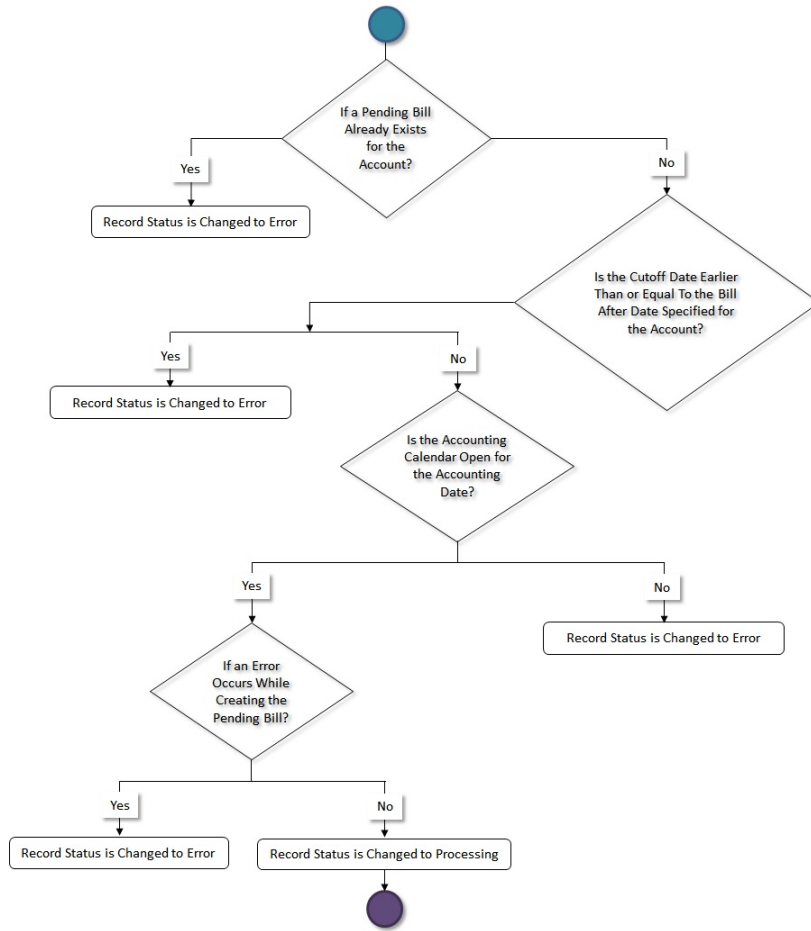 If a Pending Bill
Already Exists
for the
Account?
Yes
No
Record Status is Changed to Error
Is the Cutoff Date Earlier
Than or Equal To the Bill
After Date Specified for
the Account?
Yes
No
Record Status is Changed to Error
Is the Accounting
Calendar Open for
the Accounting
Date?
Yes
No
Record Status is Changed to Error
If an Error
Occurs While
Creating the
Pending Bill?
Yes
No
Record Status is Changed to Error
Record Status is Changed to Processing